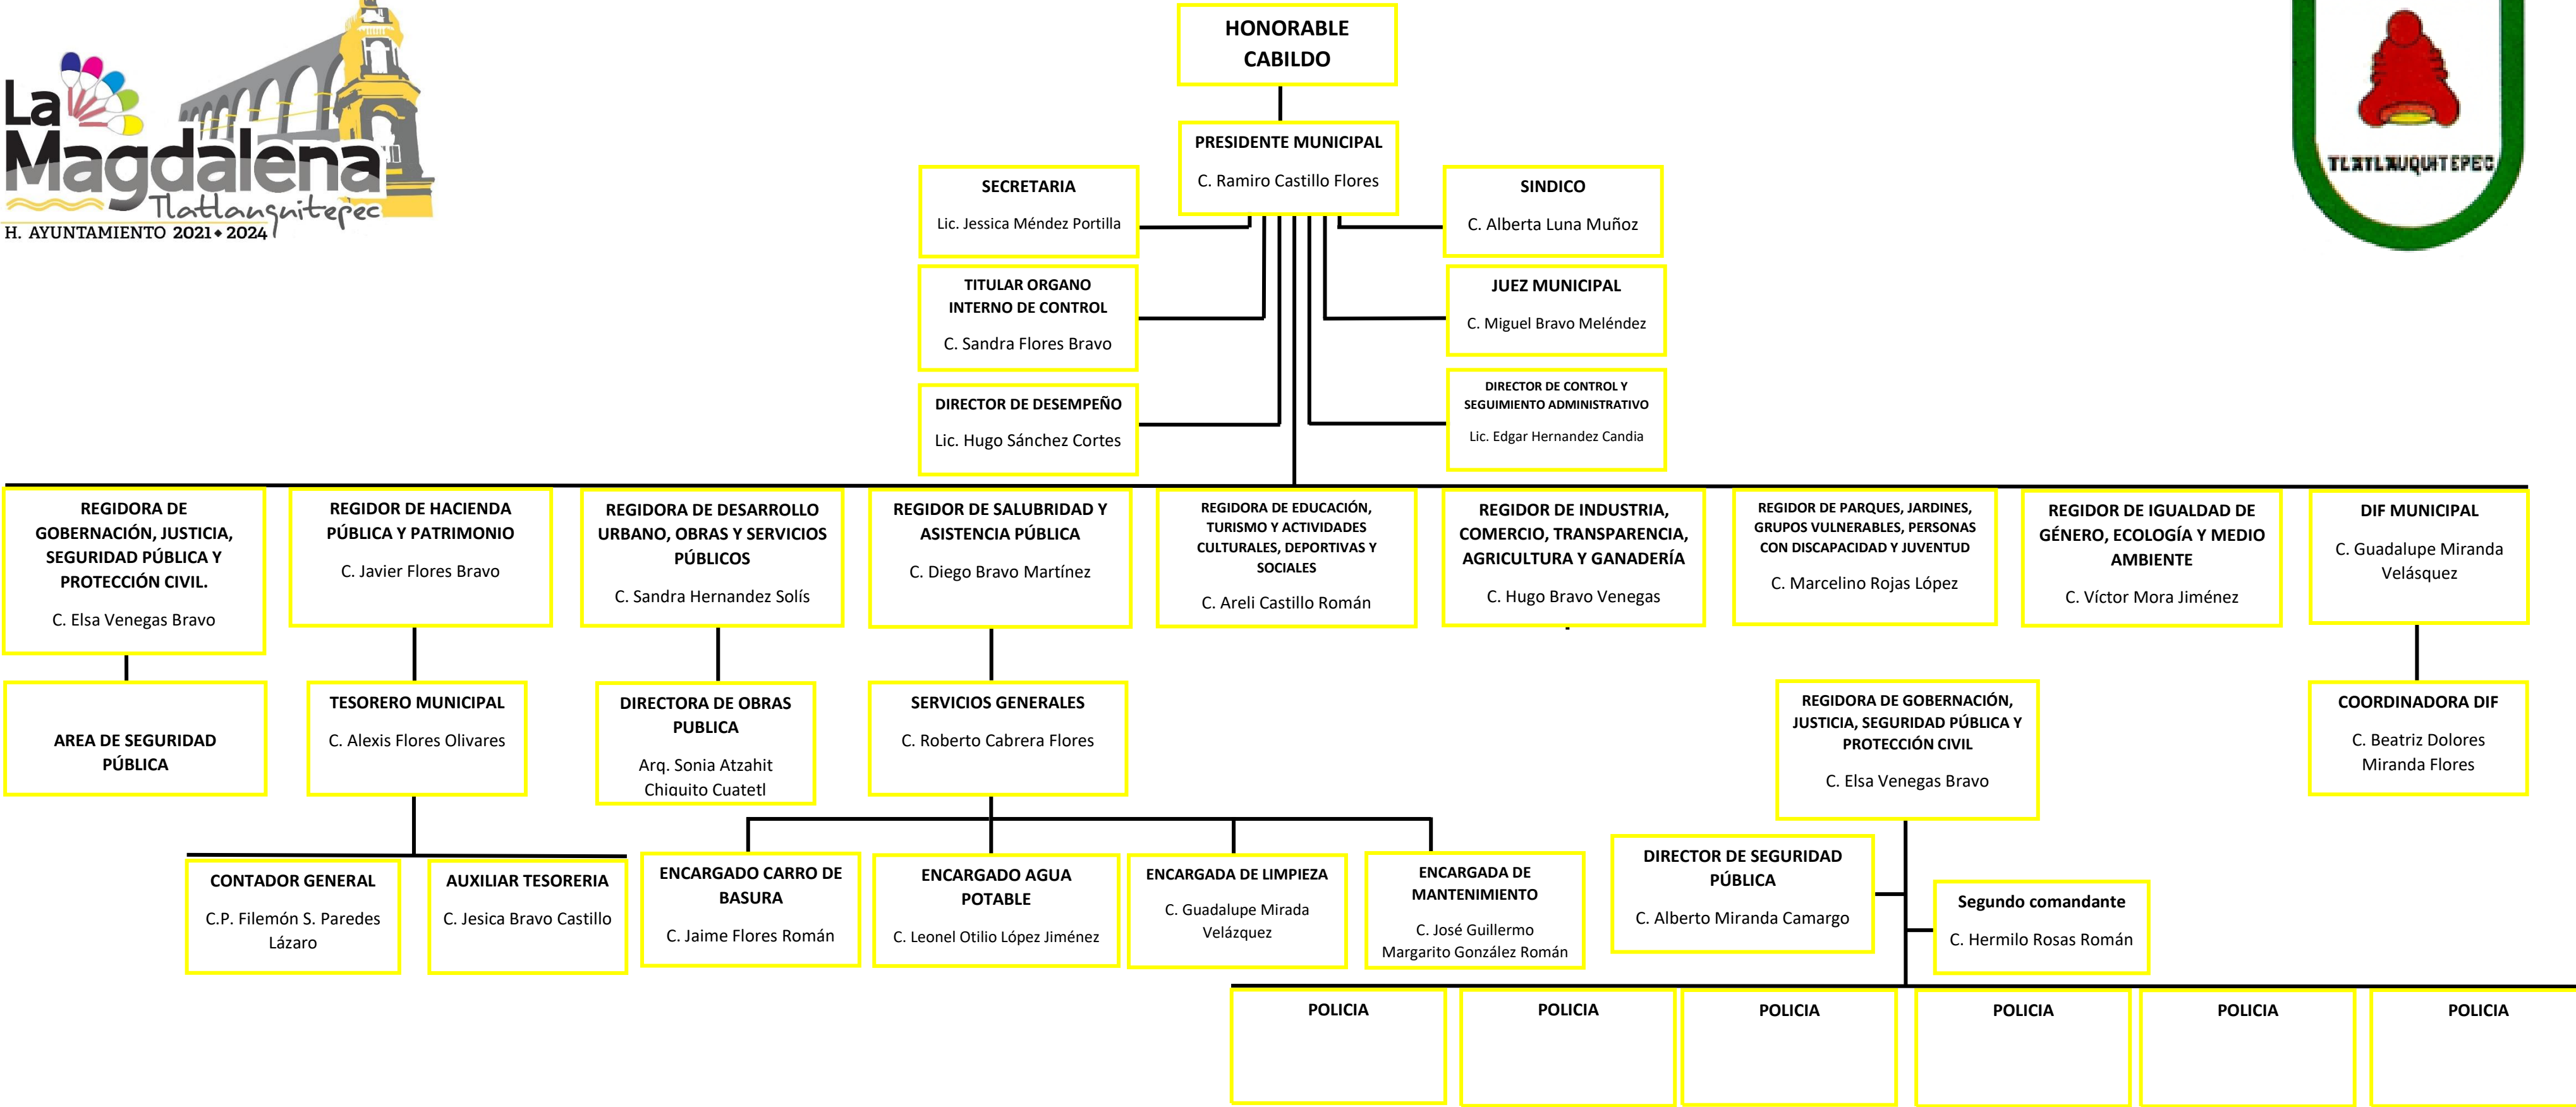 La
Magdalena
Tlatlauquitepec
H. AYUNTAMIENTO 2021 ⬥ 2024
TLATLAUQUITEPEC
HONORABLE
CABILDO
PRESIDENTE MUNICIPAL
C. Ramiro Castillo Flores
SECRETARIA
Lic. Jessica Méndez Portilla
SINDICO
C. Alberta Luna Muñoz
TITULAR ORGANO
INTERNO DE CONTROL
C. Sandra Flores Bravo
JUEZ MUNICIPAL
C. Miguel Bravo Meléndez
DIRECTOR DE DESEMPEÑO
Lic. Hugo Sánchez Cortes
DIRECTOR DE CONTROL Y
SEGUIMIENTO ADMINISTRATIVO
Lic. Edgar Hernandez Candia
REGIDORA DE
GOBERNACIÓN, JUSTICIA,
SEGURIDAD PÚBLICA Y
PROTECCIÓN CIVIL.
C. Elsa Venegas Bravo
REGIDOR DE HACIENDA
PÚBLICA Y PATRIMONIO
C. Javier Flores Bravo
REGIDORA DE DESARROLLO
URBANO, OBRAS Y SERVICIOS
PÚBLICOS
C. Sandra Hernandez Solís
REGIDOR DE SALUBRIDAD Y
ASISTENCIA PÚBLICA
C. Diego Bravo Martínez
REGIDORA DE EDUCACIÓN,
TURISMO Y ACTIVIDADES
CULTURALES, DEPORTIVAS Y
SOCIALES
C. Areli Castillo Román
REGIDOR DE INDUSTRIA,
COMERCIO, TRANSPARENCIA,
AGRICULTURA Y GANADERÍA
C. Hugo Bravo Venegas
REGIDOR DE PARQUES, JARDINES,
GRUPOS VULNERABLES, PERSONAS
CON DISCAPACIDAD Y JUVENTUD
C. Marcelino Rojas López
REGIDOR DE IGUALDAD DE
GÉNERO, ECOLOGÍA Y MEDIO
AMBIENTE
C. Víctor Mora Jiménez
DIF MUNICIPAL
C. Guadalupe Miranda
Velásquez
AREA DE SEGURIDAD
PÚBLICA
TESORERO MUNICIPAL
C. Alexis Flores Olivares
DIRECTORA DE OBRAS
PUBLICA
Arq. Sonia Atzahit
Chiquito Cuatetl
SERVICIOS GENERALES
C. Roberto Cabrera Flores
REGIDORA DE GOBERNACIÓN,
JUSTICIA, SEGURIDAD PÚBLICA Y
PROTECCIÓN CIVIL
C. Elsa Venegas Bravo
COORDINADORA DIF
C. Beatriz Dolores
Miranda Flores
CONTADOR GENERAL
C.P. Filemón S. Paredes
Lázaro
AUXILIAR TESORERIA
C. Jesica Bravo Castillo
ENCARGADO CARRO DE
BASURA
C. Jaime Flores Román
ENCARGADO AGUA
POTABLE
C. Leonel Otilio López Jiménez
ENCARGADA DE LIMPIEZA
C. Guadalupe Mirada
Velázquez
ENCARGADA DE
MANTENIMIENTO
C. José Guillermo
Margarito González Román
DIRECTOR DE SEGURIDAD
PÚBLICA
C. Alberto Miranda Camargo
Segundo comandante
C. Hermilo Rosas Román
POLICIA
POLICIA
POLICIA
POLICIA
POLICIA
POLICIA